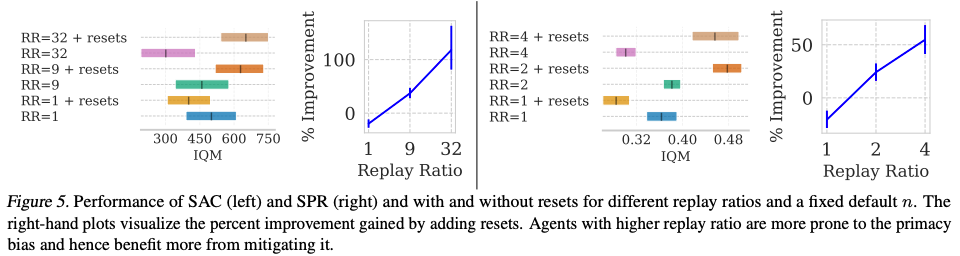 RR=32 + resets
RR=32
RR=9 + resets
RR=9
RR=1 + resets
RR=1
300 450 600 750
IQM
% Improvement
100
0
1 9 32
Replay Ratio
RR=4 + resets
RR=4
RR=2 + resets
RR=2
RR=1 + resets
RR=1
0.32 0.40 0.48
IQM
% Improvement
50
0
1 2 4
Replay Ratio
Figure 5. Performance of SAC (left) and SPR (right) and with and without resets for different replay ratios and a fixed default n. The
right-hand plots visualize the percent improvement gained by adding resets. Agents with higher replay ratio are more prone to the primacy
bias and hence benefit more from mitigating it.